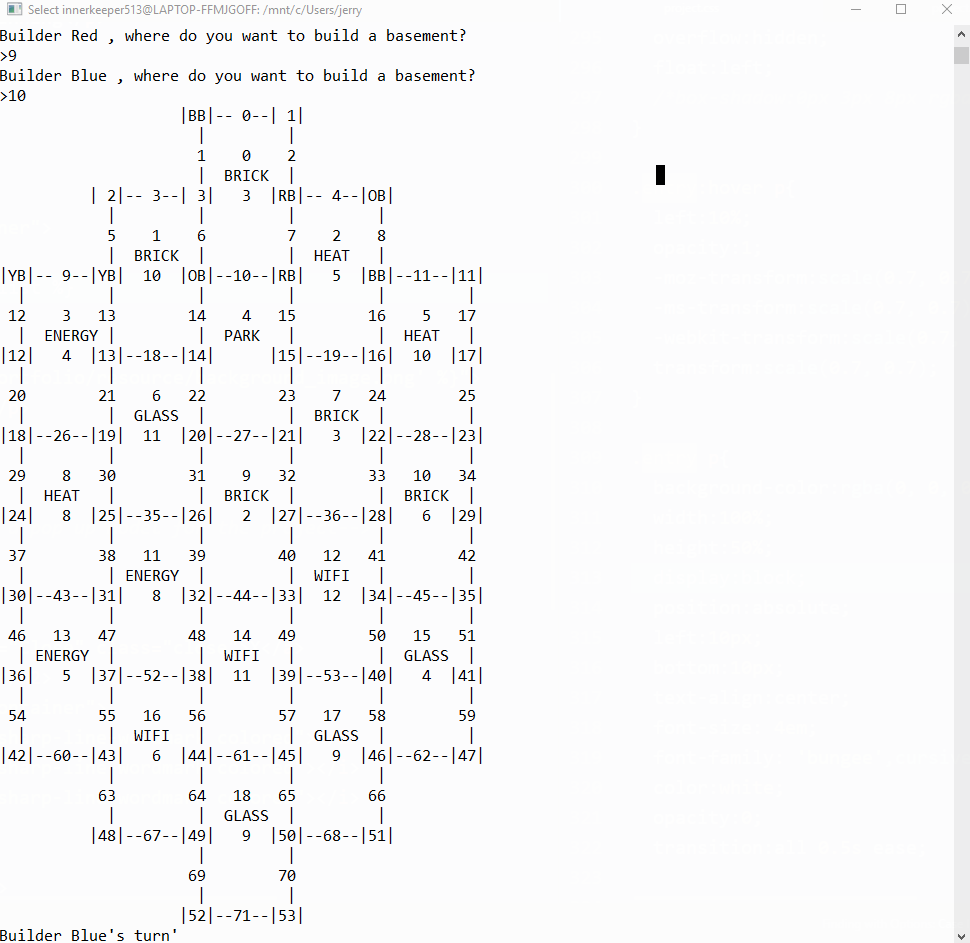 Select innerkeeper513@LAPTOP-FFMJGOFF: /mnt/c/Users/jerry
Builder Red , where do you want to build a basement?
>9
Builder Blue , where do you want to build a basement?
>10
                    |BB|-- 0--| 1|
                      |         |
                      1    0    2
                      |  BRICK  |
          | 2|-- 3--| 3|   3  |RB|-- 4--|OB|
            |         |         |         |
            5    1    6         7    2    8
            |  BRICK  |         |  HEAT   |
|YB|-- 9--|YB|  10  |OB|--10--|RB|   5  |BB|--11--|11|
  |         |         |         |         |         |
 12    3   13        14    4   15        16    5   17
  |  ENERGY |         |  PARK   |         |  HEAT   |
|12|   4  |13|--18--|14|      |15|--19--|16|  10  |17|
  |         |         |         |         |         |
 20        21    6   22        23    7   24        25
  |         |  GLASS  |         |  BRICK  |         |
|18|--26--|19|  11  |20|--27--|21|   3  |22|--28--|23|
  |         |         |         |         |         |
 29    8   30        31    9   32        33   10   34
  |  HEAT   |         |  BRICK  |         |  BRICK  |
|24|   8  |25|--35--|26|   2  |27|--36--|28|   6  |29|
  |         |         |         |         |         |
 37        38   11   39        40   12   41        42
  |         | ENERGY  |         |  WIFI   |         |
|30|--43--|31|   8  |32|--44--|33|  12  |34|--45--|35|
  |         |         |         |         |         |
 46   13   47        48   14   49        50   15   51
  | ENERGY  |         |  WIFI   |         |  GLASS  |
|36|   5  |37|--52--|38|  11  |39|--53--|40|   4  |41|
  |         |         |         |         |         |
 54        55   16   56        57   17   58        59
  |         |  WIFI   |         |  GLASS  |         |
|42|--60--|43|   6  |44|--61--|45|   9  |46|--62--|47|
            |         |         |         |
           63        64   18   65        66
            |         |  GLASS  |         |
          |48|--67--|49|   9  |50|--68--|51|
                      |         |
                     69        70
                      |         |
                    |52|--71--|53|
Builder Blue's turn'